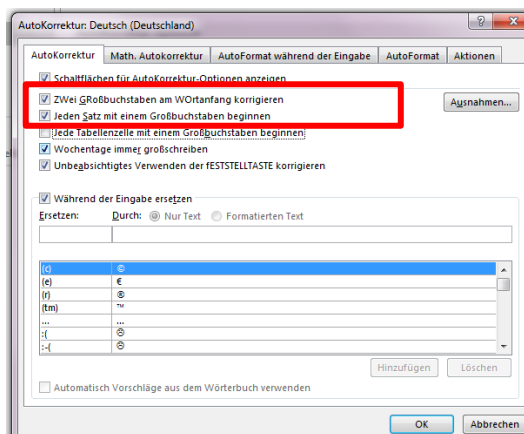 AutoKorrektur: Deutsch (Deutschland)
AutoKorrektur Math. Autokorrektur AutoFormat während der Eingabe AutoFormat Aktionen
Schaltflächen für AutoKorrektur-Optionen anzeigen
ZWei GRoßbuchstaben am WOrtanfang korrigieren
Ausnahmen...
Jeden Satz mit einem Großbuchstaben beginnen
Jede Tabellenzelle mit einem Großbuchstaben beginnen
Wochentage immer großschreiben
Unbeabsichtigtes Verwenden der fESTSTELLTASTE korrigieren
Während der Eingabe ersetzen
Ersetzen: Durch: Nur Text Formatierten Text
(c) ©
(e) €
(r) ®
(tm) ™
... ...
:( ☹
:-( ☹
Hinzufügen Löschen
Automatisch Vorschläge aus dem Wörterbuch verwenden
OK Abbrechen